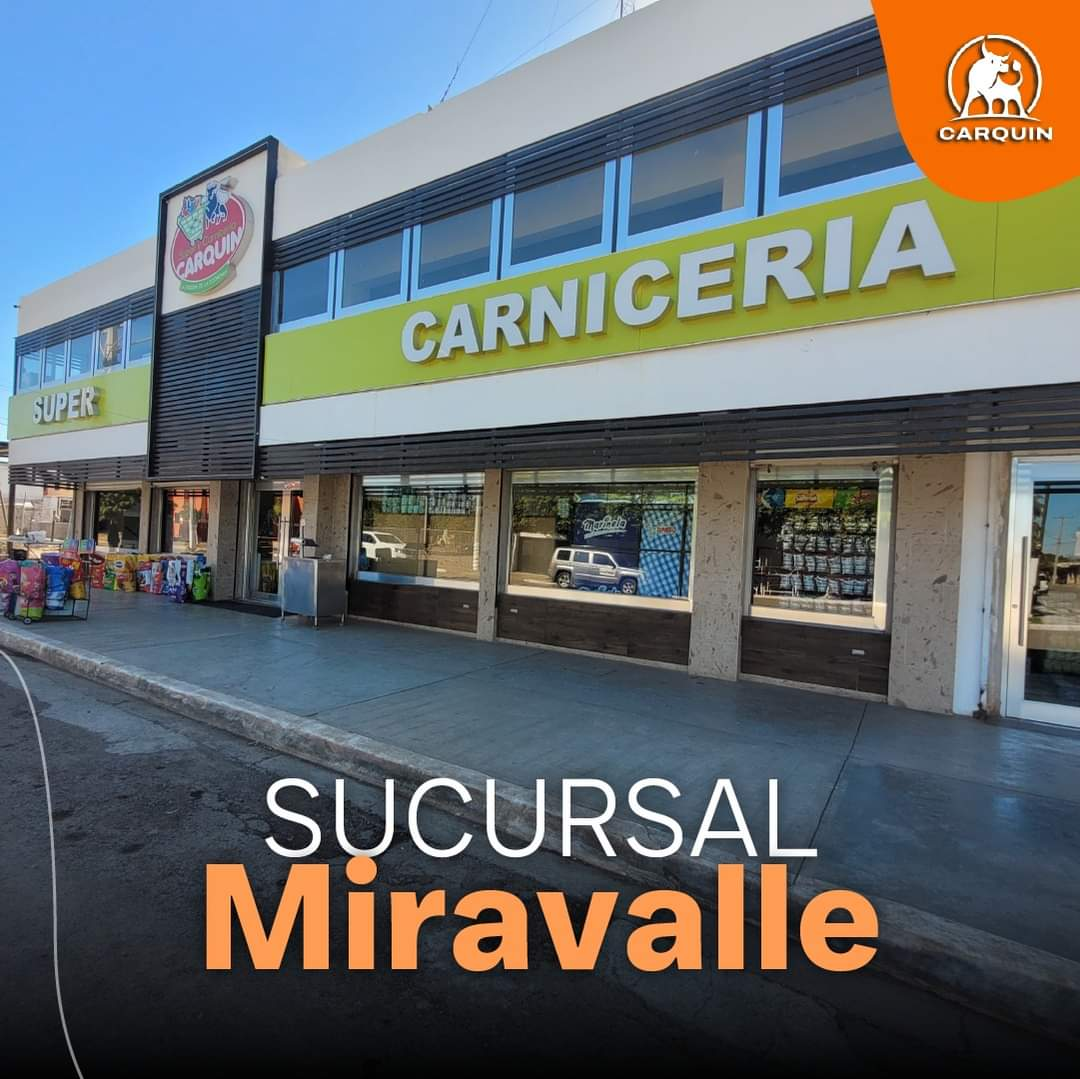 CARQUIN
CARQUIN
CARNICERIA
SUPER
Marinela
SUCURSAL
Miravalle